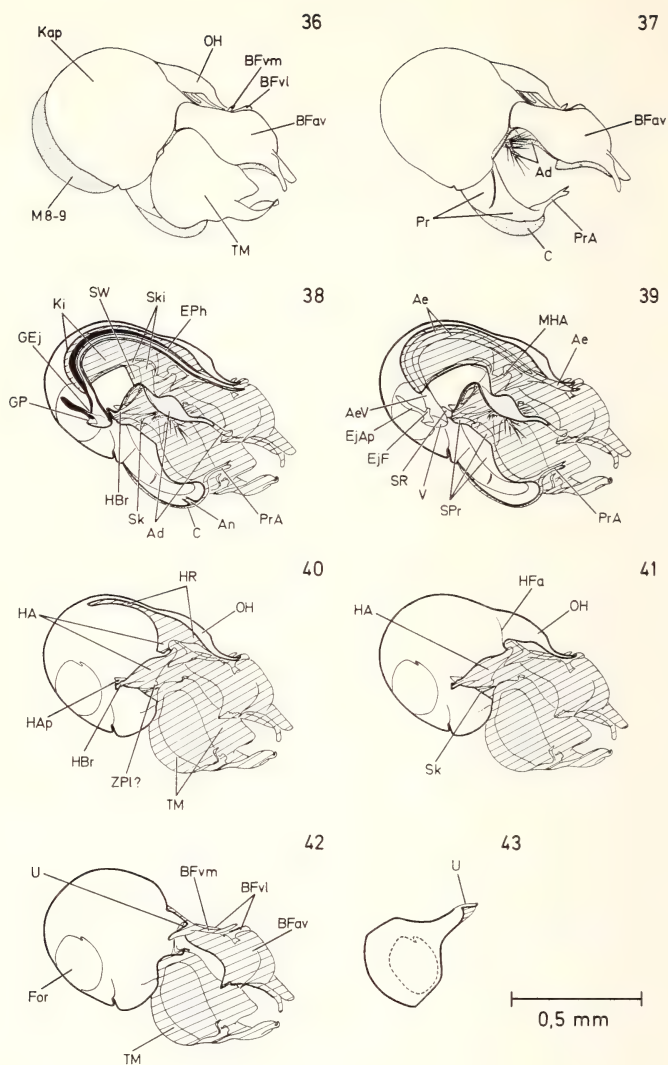 36
Kap
OH
BFvm
BFvl
BFav
M8-9
TM
37
BFav
Ad
Pr
PrA
C
38
SW
Ski
Ki
EPh
GEj
GP
HBr
Sk
Ad
C
An
PrA
39
Ae
MHA
Ae
AeV
EjAp
EjF
SR
V
SPr
PrA
40
HR
HA
OH
HAp
HBr
ZPl?
TM
41
HFa
HA
OH
Sk
42
U
BFvm
BFvl
BFav
For
TM
43
U
0,5 mm